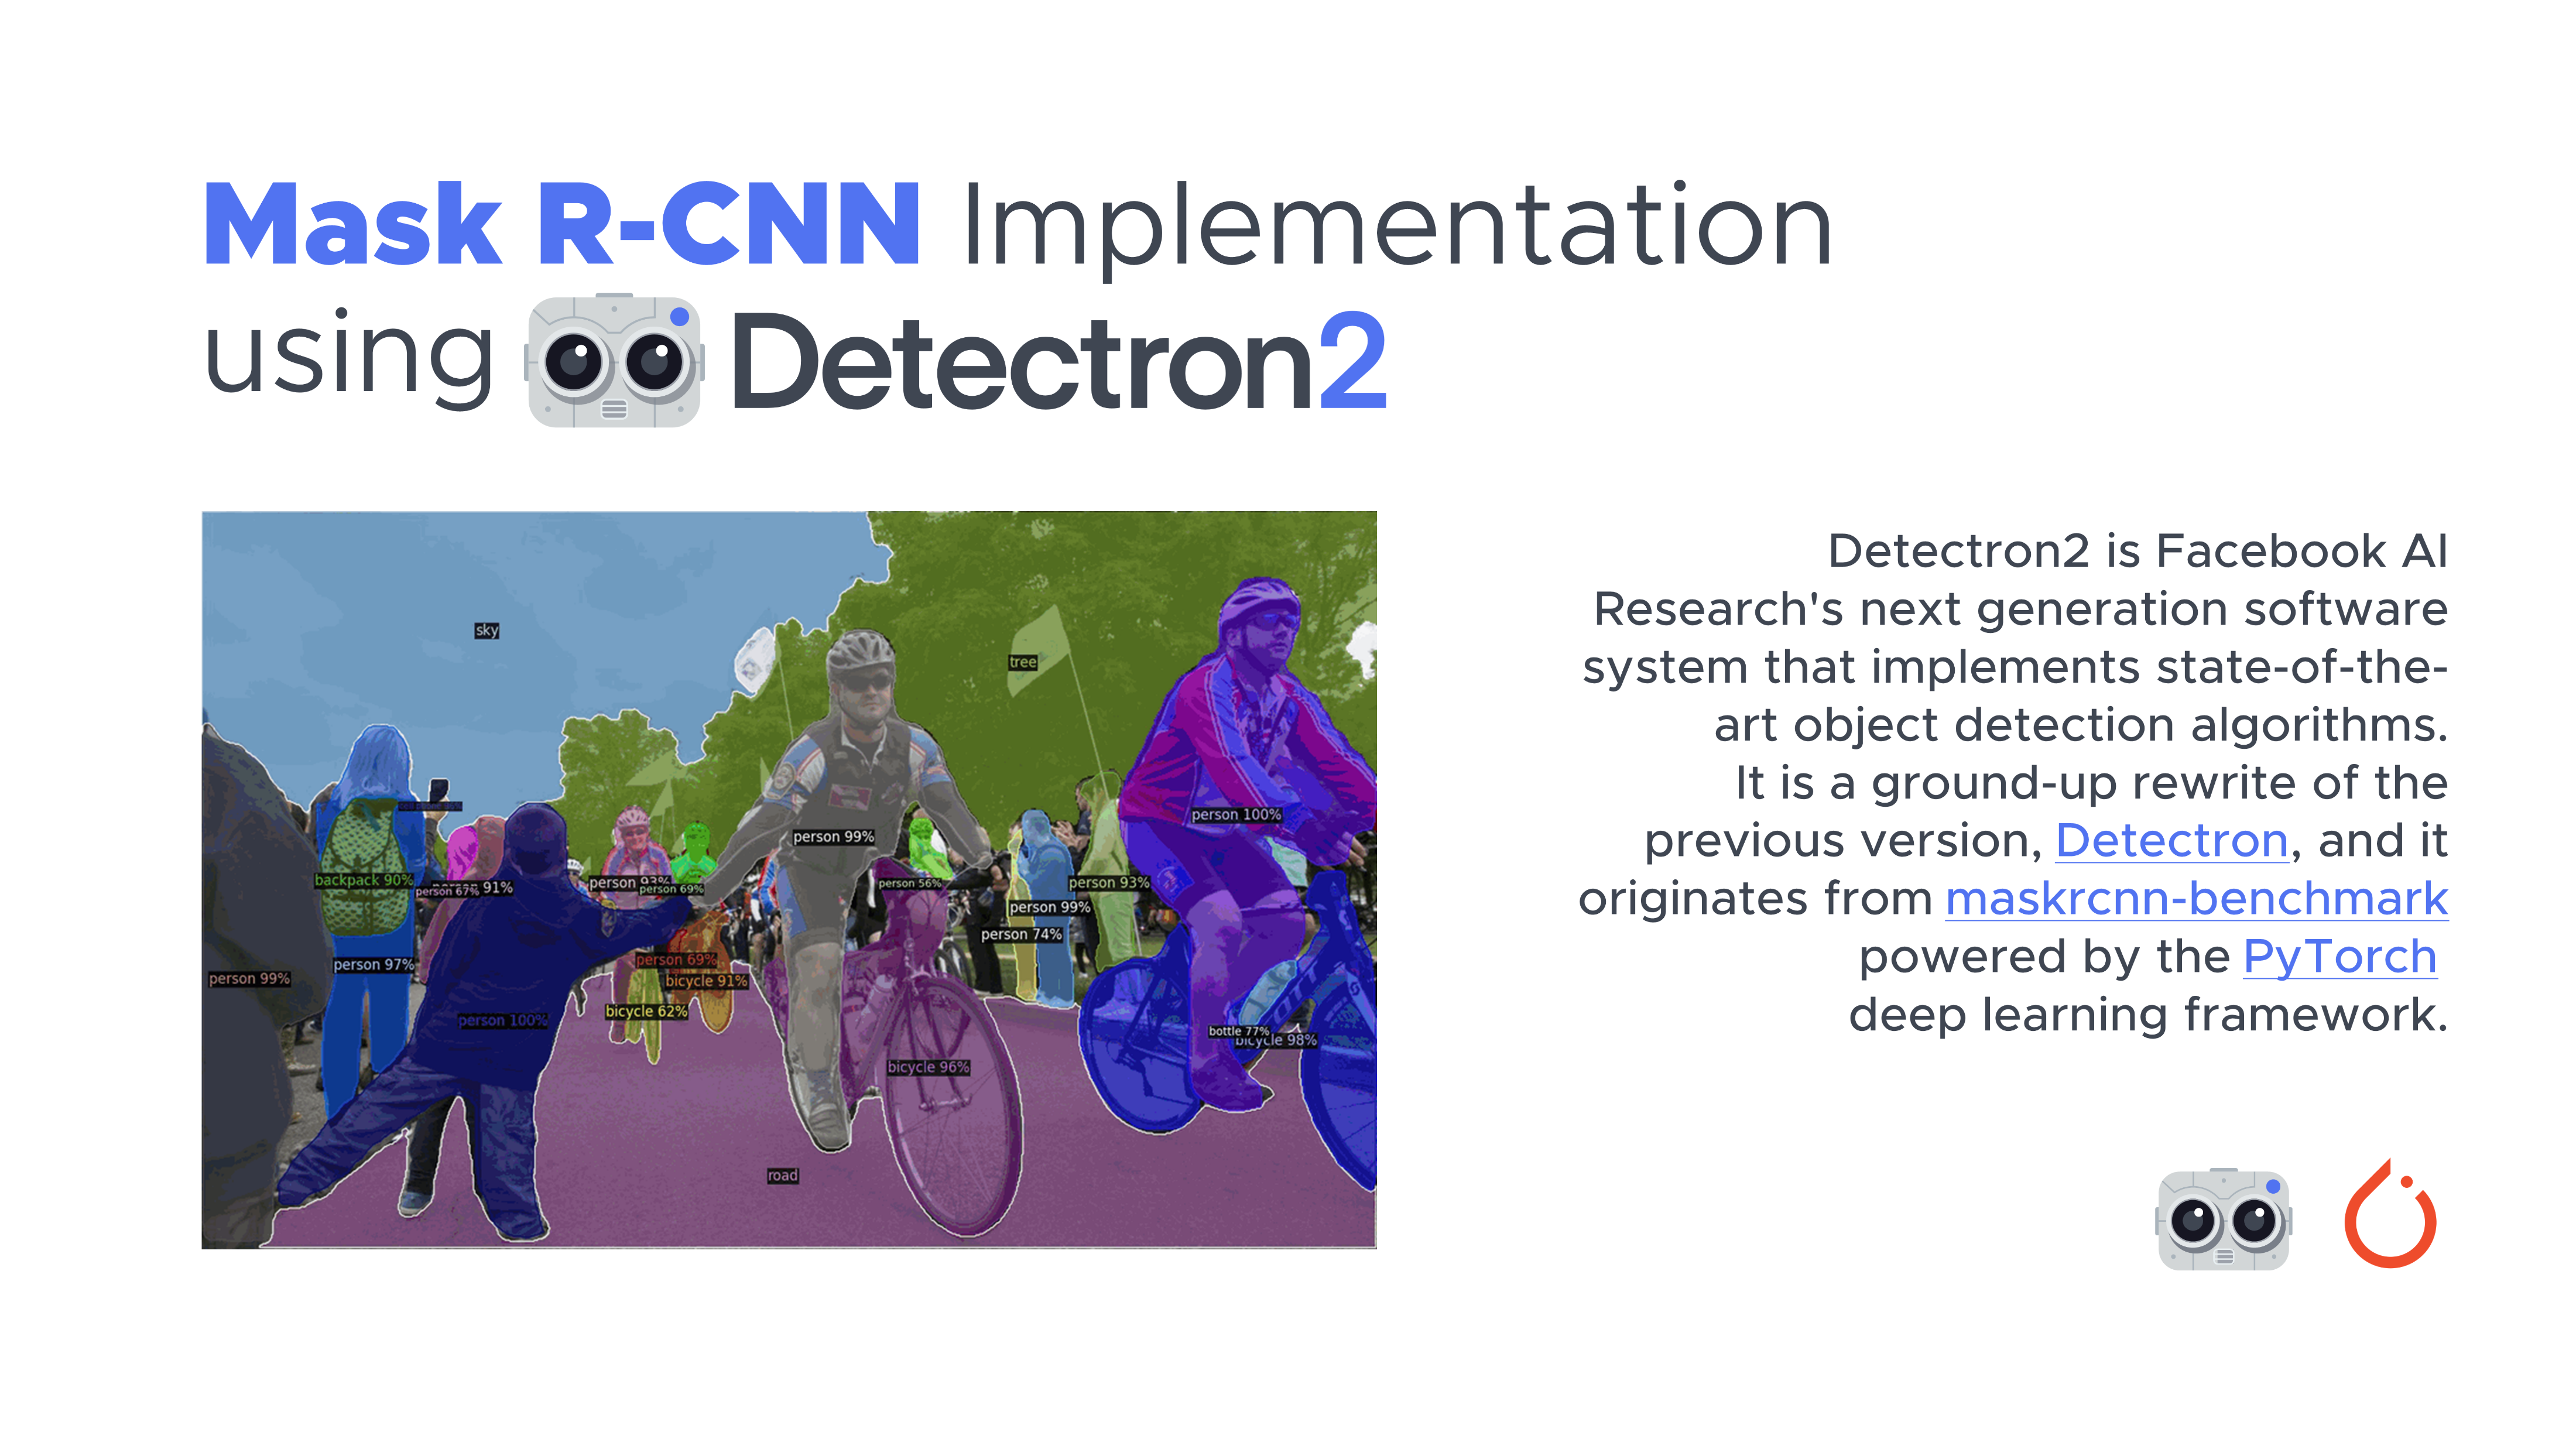 Mask R-CNN Implementation
using Detectron2
Detectron2 is Facebook AI
Research's next generation software
system that implements state-of-the-
art object detection algorithms.
It is a ground-up rewrite of the
previous version, Detectron, and it
originates from maskrcnn-benchmark
powered by the PyTorch
deep learning framework.
sky
tree
person 100%
person 99%
backpack 90%
person 67%
91%
person 93%
person 69%
person 56%
person 93%
person 99%
person 74%
person 97%
person 99%
person 69%
bicycle 91%
bicycle 62%
person 100%
bottle 77%
bicycle 98%
bicycle 96%
road